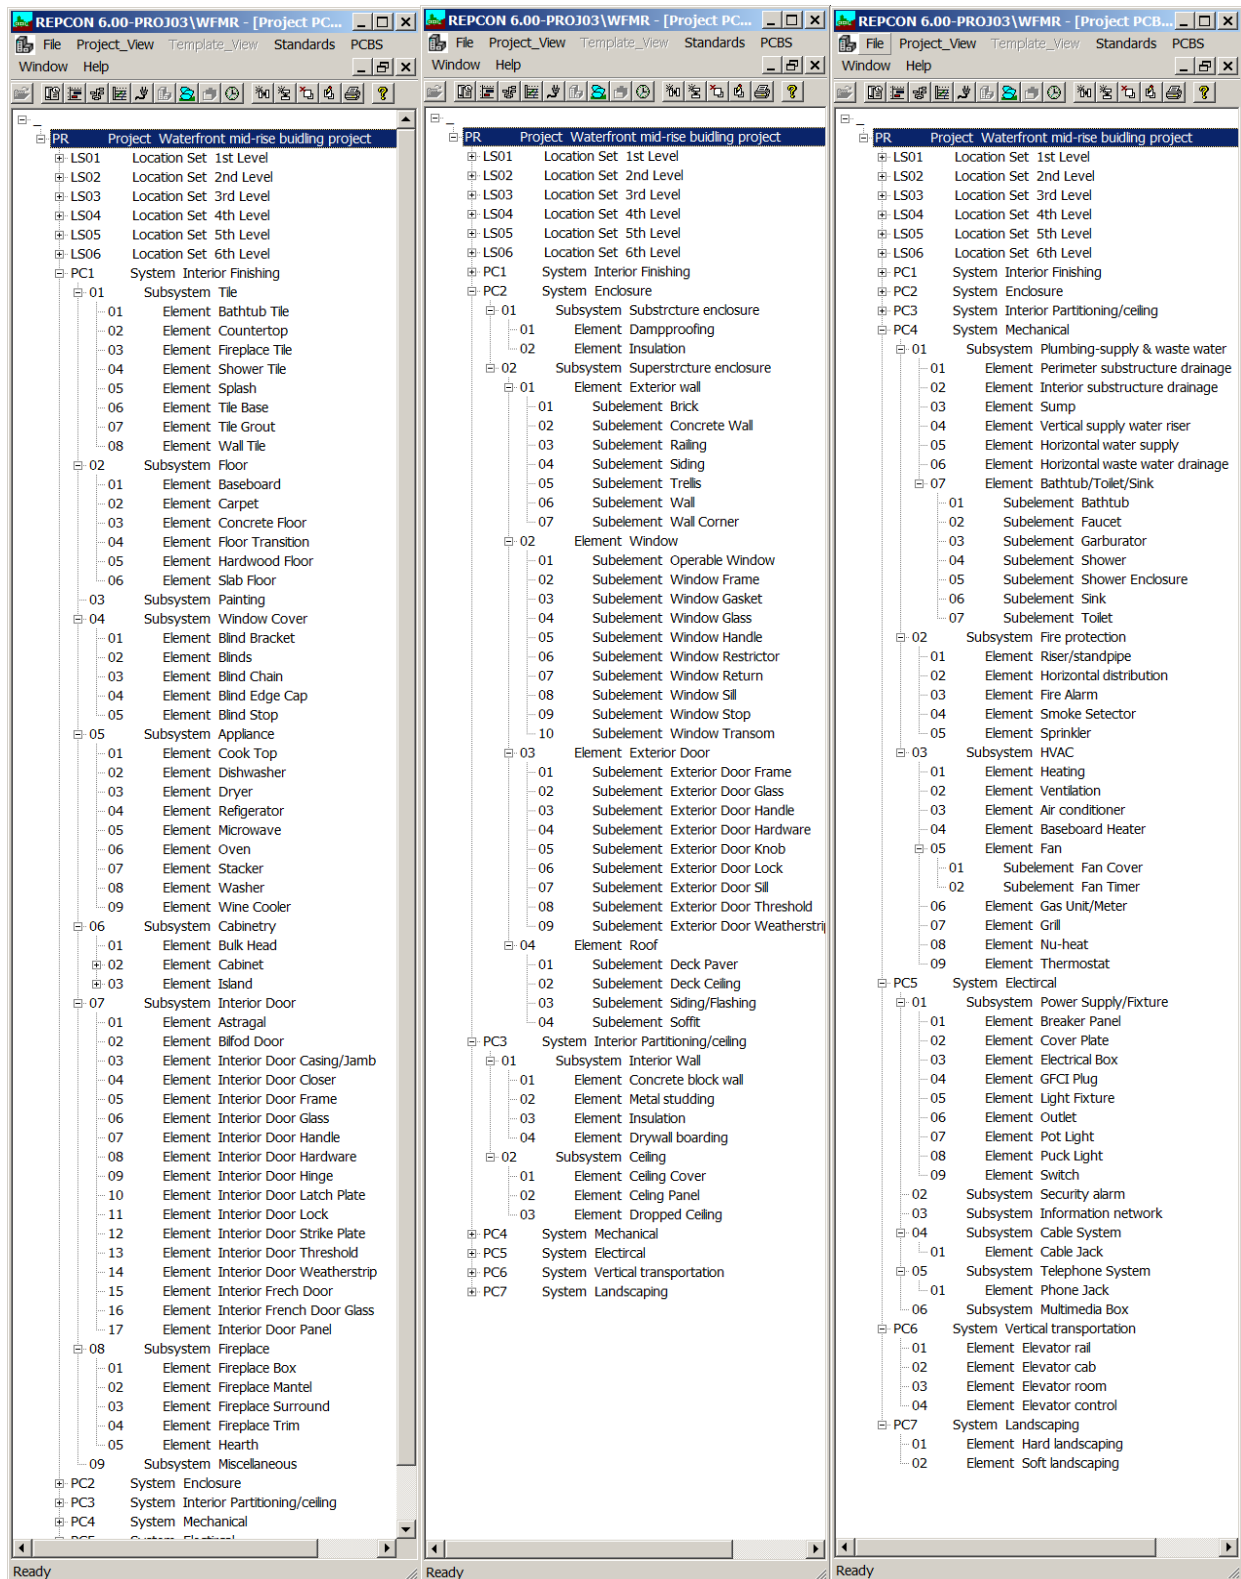 REPCON 6.00-PROJ03\WFMR - [Project PC...
File Project_View Template_View Standards PCBS
Window Help
PR Project Waterfront mid-rise buidling project
LS01 Location Set 1st Level
LS02 Location Set 2nd Level
LS03 Location Set 3rd Level
LS04 Location Set 4th Level
LS05 Location Set 5th Level
LS06 Location Set 6th Level
PC1 System Interior Finishing
01 Subsystem Tile
01 Element Bathtub Tile
02 Element Countertop
03 Element Fireplace Tile
04 Element Shower Tile
05 Element Splash
06 Element Tile Base
07 Element Tile Grout
08 Element Wall Tile
02 Subsystem Floor
01 Element Baseboard
02 Element Carpet
03 Element Concrete Floor
04 Element Floor Transition
05 Element Hardwood Floor
06 Element Slab Floor
03 Subsystem Painting
04 Subsystem Window Cover
01 Element Blind Bracket
02 Element Blinds
03 Element Blind Chain
04 Element Blind Edge Cap
05 Element Blind Stop
05 Subsystem Appliance
01 Element Cook Top
02 Element Dishwasher
03 Element Dryer
04 Element Refigerator
05 Element Microwave
06 Element Oven
07 Element Stacker
08 Element Washer
09 Element Wine Cooler
06 Subsystem Cabinetry
01 Element Bulk Head
02 Element Cabinet
03 Element Island
07 Subsystem Interior Door
01 Element Astragal
02 Element Bilfod Door
03 Element Interior Door Casing/Jamb
04 Element Interior Door Closer
05 Element Interior Door Frame
06 Element Interior Door Glass
07 Element Interior Door Handle
08 Element Interior Door Hardware
09 Element Interior Door Hinge
10 Element Interior Door Latch Plate
11 Element Interior Door Lock
12 Element Interior Door Strike Plate
13 Element Interior Door Threshold
14 Element Interior Door Weatherstrip
15 Element Interior Frech Door
16 Element Interior French Door Glass
17 Element Interior Door Panel
08 Subsystem Fireplace
01 Element Fireplace Box
02 Element Fireplace Mantel
03 Element Fireplace Surround
04 Element Fireplace Trim
05 Element Hearth
09 Subsystem Miscellaneous
PC2 System Enclosure
PC3 System Interior Partitioning/ceiling
PC4 System Mechanical
Ready
REPCON 6.00-PROJ03\WFMR - [Project PC...
File Project_View Template_View Standards PCBS
Window Help
PR Project Waterfront mid-rise buidling project
LS01 Location Set 1st Level
LS02 Location Set 2nd Level
LS03 Location Set 3rd Level
LS04 Location Set 4th Level
LS05 Location Set 5th Level
LS06 Location Set 6th Level
PC1 System Interior Finishing
PC2 System Enclosure
01 Subsystem Substrcture enclosure
01 Element Dampproofing
02 Element Insulation
02 Subsystem Superstrcture enclosure
01 Element Exterior wall
01 Subelement Brick
02 Subelement Concrete Wall
03 Subelement Railing
04 Subelement Siding
05 Subelement Trellis
06 Subelement Wall
07 Subelement Wall Corner
02 Element Window
01 Subelement Operable Window
02 Subelement Window Frame
03 Subelement Window Gasket
04 Subelement Window Glass
05 Subelement Window Handle
06 Subelement Window Restrictor
07 Subelement Window Return
08 Subelement Window Sill
09 Subelement Window Stop
10 Subelement Window Transom
03 Element Exterior Door
01 Subelement Exterior Door Frame
02 Subelement Exterior Door Glass
03 Subelement Exterior Door Handle
04 Subelement Exterior Door Hardware
05 Subelement Exterior Door Knob
06 Subelement Exterior Door Lock
07 Subelement Exterior Door Sill
08 Subelement Exterior Door Threshold
09 Subelement Exterior Door Weatherstrip
04 Element Roof
01 Subelement Deck Paver
02 Subelement Deck Ceiling
03 Subelement Siding/Flashing
04 Subelement Soffit
PC3 System Interior Partitioning/ceiling
01 Subsystem Interior Wall
01 Element Concrete block wall
02 Element Metal studding
03 Element Insulation
04 Element Drywall boarding
02 Subsystem Ceiling
01 Element Ceiling Cover
02 Element Celing Panel
03 Element Dropped Ceiling
PC4 System Mechanical
PC5 System Electircal
PC6 System Vertical transportation
PC7 System Landscaping
Ready
REPCON 6.00-PROJ03\WFMR - [Project PCB...
File Project_View Template_View Standards PCBS
Window Help
PR Project Waterfront mid-rise buidling project
LS01 Location Set 1st Level
LS02 Location Set 2nd Level
LS03 Location Set 3rd Level
LS04 Location Set 4th Level
LS05 Location Set 5th Level
LS06 Location Set 6th Level
PC1 System Interior Finishing
PC2 System Enclosure
PC3 System Interior Partitioning/ceiling
PC4 System Mechanical
01 Subsystem Plumbing-supply & waste water
01 Element Perimeter substructure drainage
02 Element Interior substructure drainage
03 Element Sump
04 Element Vertical supply water riser
05 Element Horizontal water supply
06 Element Horizontal waste water drainage
07 Element Bathtub/Toilet/Sink
01 Subelement Bathtub
02 Subelement Faucet
03 Subelement Garburator
04 Subelement Shower
05 Subelement Shower Enclosure
06 Subelement Sink
07 Subelement Toilet
02 Subsystem Fire protection
01 Element Riser/standpipe
02 Element Horizontal distribution
03 Element Fire Alarm
04 Element Smoke Setector
05 Element Sprinkler
03 Subsystem HVAC
01 Element Heating
02 Element Ventilation
03 Element Air conditioner
04 Element Baseboard Heater
05 Element Fan
01 Subelement Fan Cover
02 Subelement Fan Timer
06 Element Gas Unit/Meter
07 Element Grill
08 Element Nu-heat
09 Element Thermostat
PC5 System Electircal
01 Subsystem Power Supply/Fixture
01 Element Breaker Panel
02 Element Cover Plate
03 Element Electrical Box
04 Element GFCI Plug
05 Element Light Fixture
06 Element Outlet
07 Element Pot Light
08 Element Puck Light
09 Element Switch
02 Subsystem Security alarm
03 Subsystem Information network
04 Subsystem Cable System
01 Element Cable Jack
05 Subsystem Telephone System
01 Element Phone Jack
06 Subsystem Multimedia Box
PC6 System Vertical transportation
01 Element Elevator rail
02 Element Elevator cab
03 Element Elevator room
04 Element Elevator control
PC7 System Landscaping
01 Element Hard landscaping
02 Element Soft landscaping
Ready